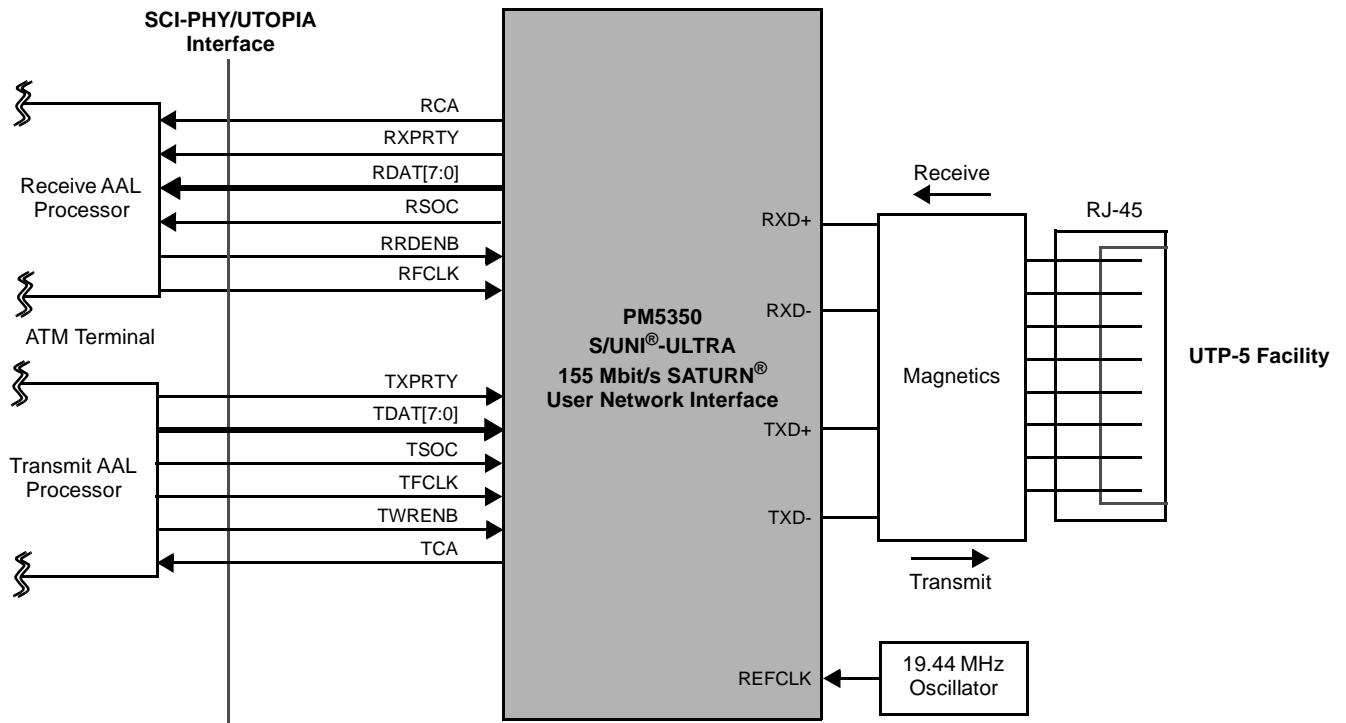 SCI-PHY/UTOPIA
Interface
RCA
RXPRTY
RDAT[7:0]
RSOC
RRDENB
RFCLK
Receive AAL
Processor
ATM Terminal
TXPRTY
TDAT[7:0]
TSOC
TFCLK
TWRENB
TCA
Transmit AAL
Processor
PM5350
S/UNI®-ULTRA
155 Mbit/s SATURN®
User Network Interface
RXD+
RXD-
TXD+
TXD-
REFCLK
Receive
Magnetics
Transmit
RJ-45
UTP-5 Facility
19.44 MHz
Oscillator